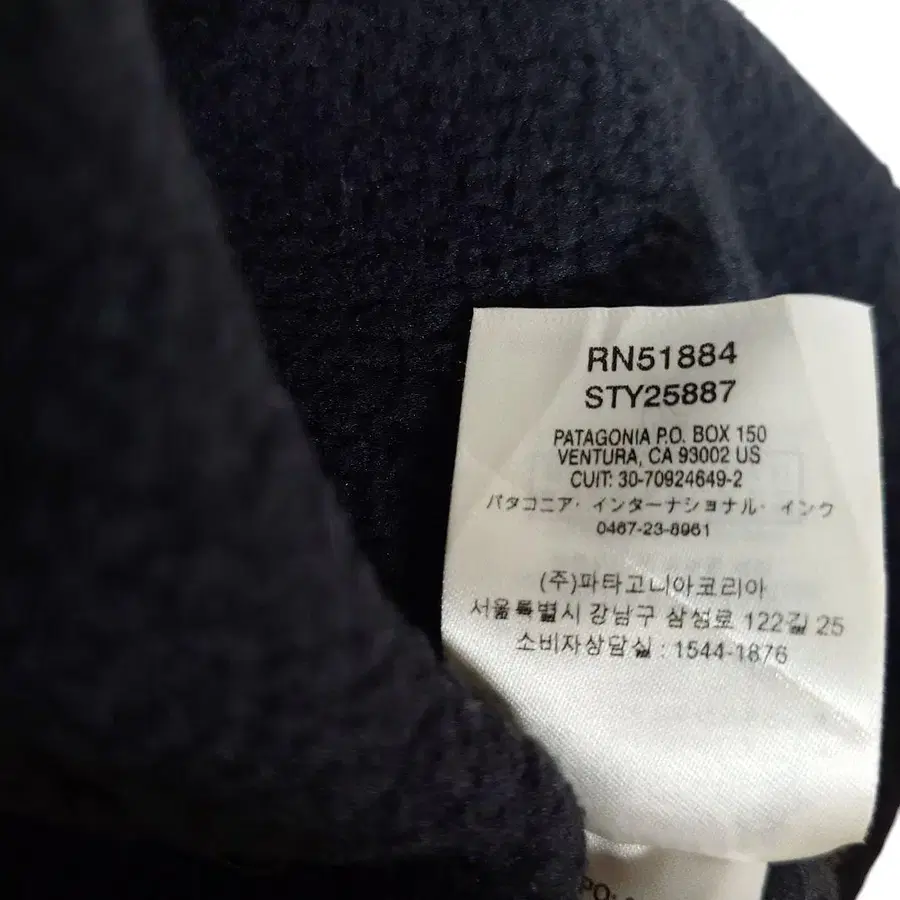 RN51884
STY25887
PATAGONIA P.O. BOX 150
VENTURA, CA 93002 US
CUIT: 30-70924649-2
パタゴニア・インターナショナル・インク
0467-23-8961
(주)파타고니아코리아
서울특별시 강남구 삼성로 122길 25
소비자상담실 : 1544-1876
PO: